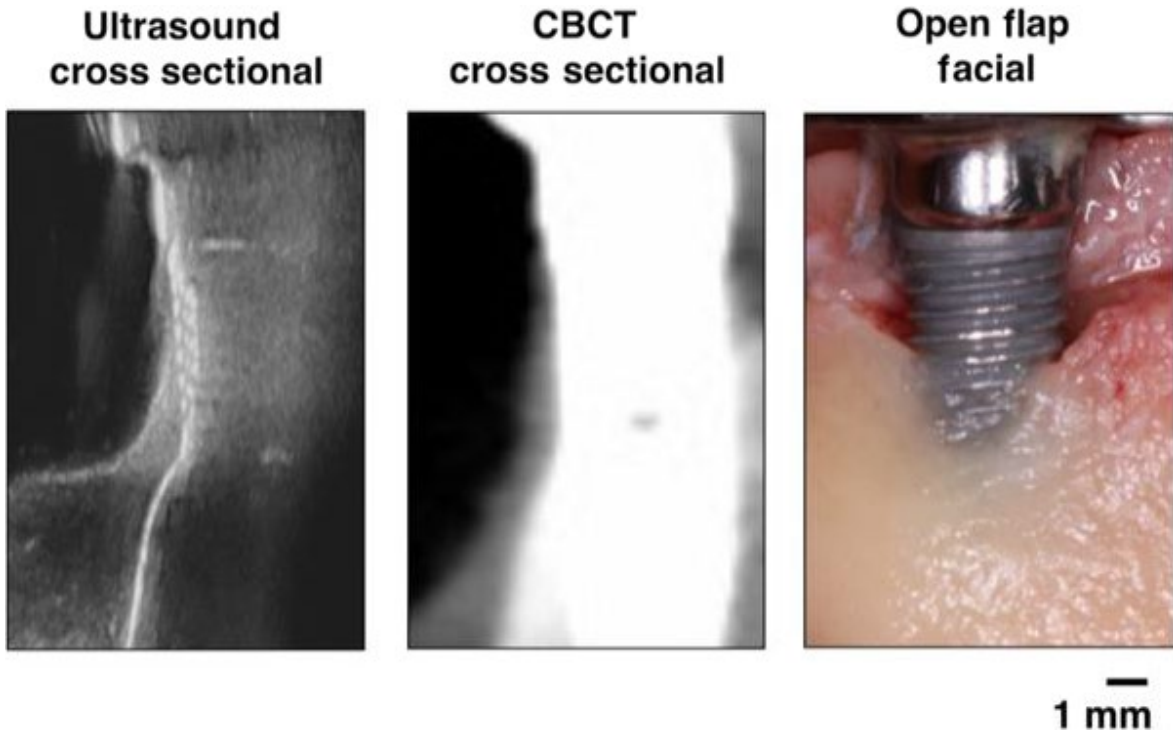 Ultrasound
cross sectional
CBCT
cross sectional
Open flap
facial
1 mm